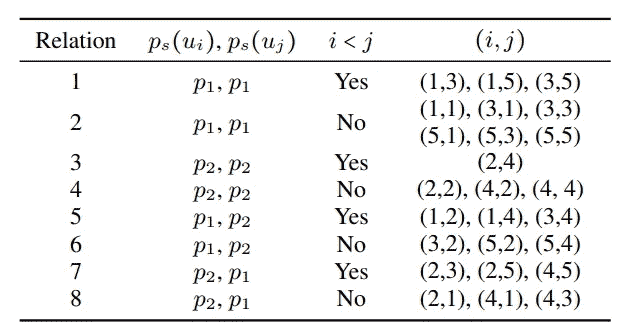 Relation p_s(u_i), p_s(u_j) i < j (i, j)
1 p_1, p_1 Yes (1,3), (1,5), (3,5)
2 p_1, p_1 No (1,1), (3,1), (3,3)
(5,1), (5,3), (5,5)
3 p_2, p_2 Yes (2,4)
4 p_2, p_2 No (2,2), (4,2), (4, 4)
5 p_1, p_2 Yes (1,2), (1,4), (3,4)
6 p_1, p_2 No (3,2), (5,2), (5,4)
7 p_2, p_1 Yes (2,3), (2,5), (4,5)
8 p_2, p_1 No (2,1), (4,1), (4,3)